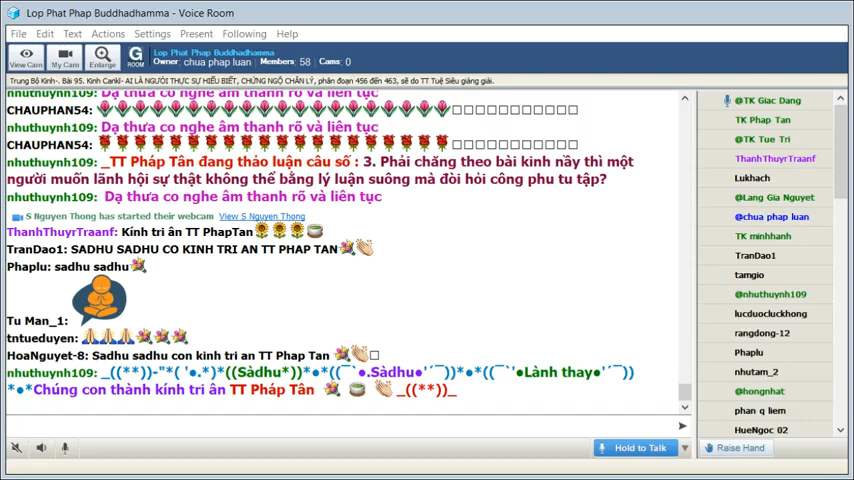 Lop Phat Phap Buddhadhamma - Voice Room
File Edit Text Actions Settings Present Following Help
View Cam My Cam Enlarge G ROOM
Lop Phat Phap Buddhadhamma
Owner: chua phap luan Members: 58 Cams: 0
Trung Bộ Kinh-. Bài 95. Kinh Cankī- AI LÀ NGƯỜI THỰC SỰ HIỂU BIẾT, CHỨNG NGỘ CHÂN LÝ, phân đoạn 456 đến 463, sẽ do TT Tuệ Siêu giảng giải.
nhuthuynh109: Dạ thưa co nghe âm thanh rõ và liên tục
CHAUPHAN54:
nhuthuynh109: Dạ thưa co nghe âm thanh rõ và liên tục
CHAUPHAN54:
nhuthuynh109: _TT Pháp Tân đang thảo luận câu số : 3. Phải chăng theo bài kinh nầy thì một
người muốn lãnh hội sự thật không thể bằng lý luận suông mà đòi hỏi công phu tu tập?
nhuthuynh109: Dạ thưa co nghe âm thanh rõ và liên tục
S Nguyen Thong has started their webcam View S Nguyen Thong
ThanhThuyrTraanf: Kính tri ân TT PhapTan
TranDao1: SADHU SADHU CO KINH TRI AN TT PHAP TAN
Phaplu: sadhu sadhu
Tu Man_1:
tntueduyen:
HoaNguyet-8: Sadhu sadhu con kinh tri an TT Phap Tan
nhuthuynh109: _((**))-"*( '●.*)*((Sàdhu*))*●*((¯`●.Sàdhu●'´¯))*●*((¯`'●Lành thay●'´¯))
*●*Chúng con thành kính tri ân TT Pháp Tân _((**))_
Hold to Talk
@TK Giac Dang
TK Phap Tan
@TK Tue Tri
ThanhThuyrTraanf
Lukhach
@Lang Gia Nguyet
@chua phap luan
TK minhhanh
TranDao1
tamgio
@nhuthuynh109
lucduocluckhong
rangdong-12
Phaplu
nhutam_2
@hongnhat
phan q liem
HueNgoc 02
Raise Hand